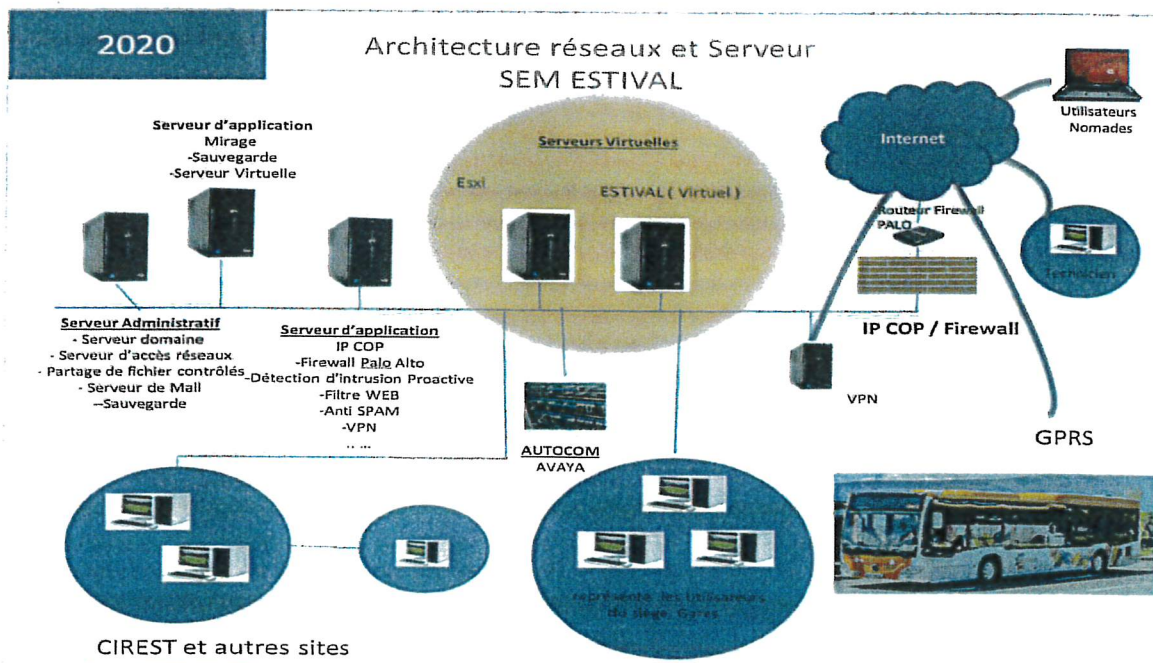 2020
Architecture réseaux et Serveur
SEM ESTIVAL
Utilisateurs
Nomades
Internet
Serveur d'application
Mirage
-Sauvegarde
-Serveur Virtuelle
Serveurs Virtuelles
Esxi
ESTIVAL ( Virtuel )
Routeur Firewall
PALO
Technicien
Serveur Administratif
- Serveur domaine
- Serveur d'accès réseaux
- Partage de fichier contrôlés
- Serveur de Mail
--Sauvegarde
Serveur d'application
IP COP
-Firewall Palo Alto
-Détection d'intrusion Proactive
-Filtre WEB
-Anti SPAM
-VPN
.. ...
IP COP / Firewall
VPN
GPRS
AUTOCOM
AVAYA
représente les Utilisateurs
du siège, Gares
CIREST et autres sites